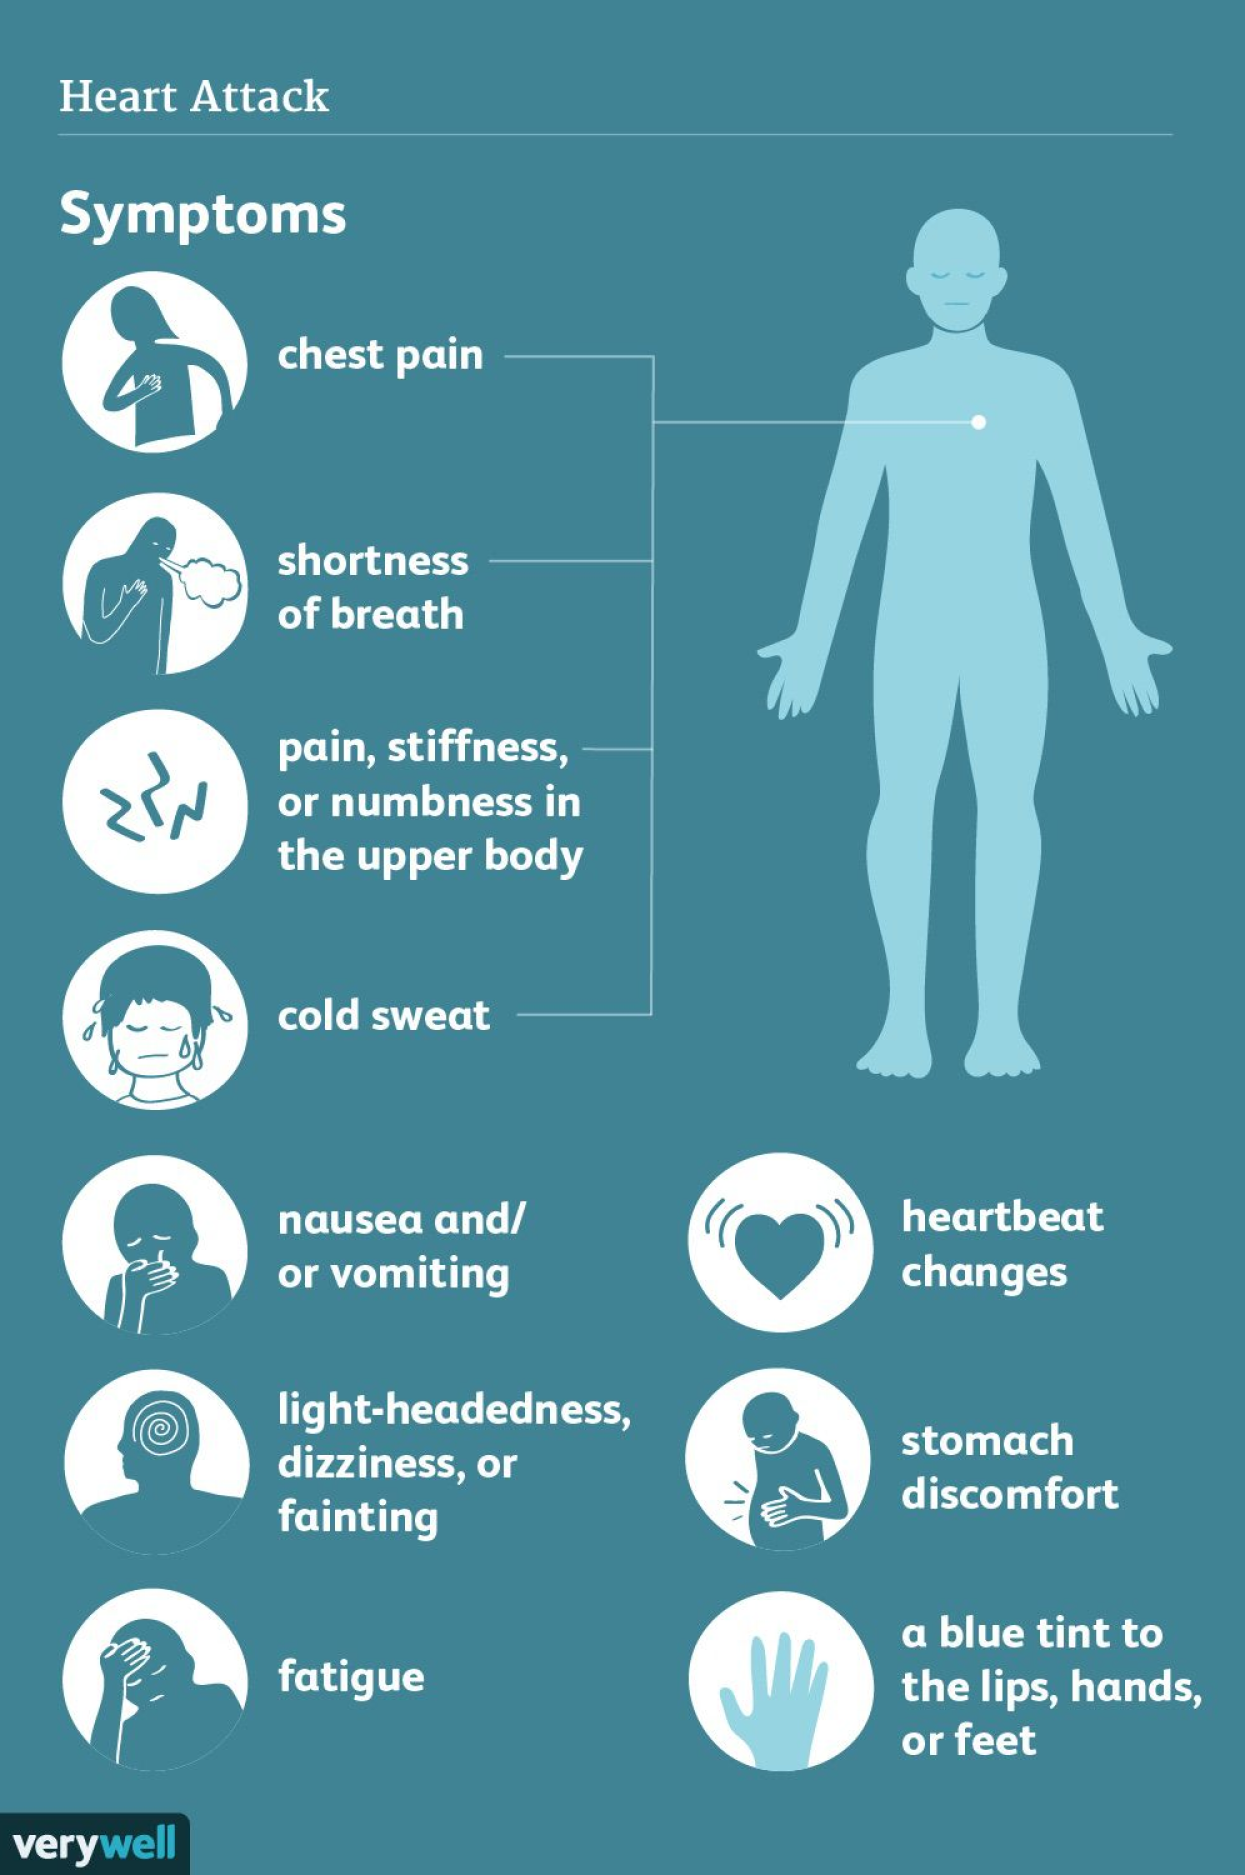 Heart Attack
Symptoms
chest pain
shortness
of breath
pain, stiffness,
or numbness in
the upper body
cold sweat
nausea and/
or vomiting
light-headedness,
dizziness, or
fainting
fatigue
heartbeat
changes
stomach
discomfort
a blue tint to
the lips, hands,
or feet
verywell